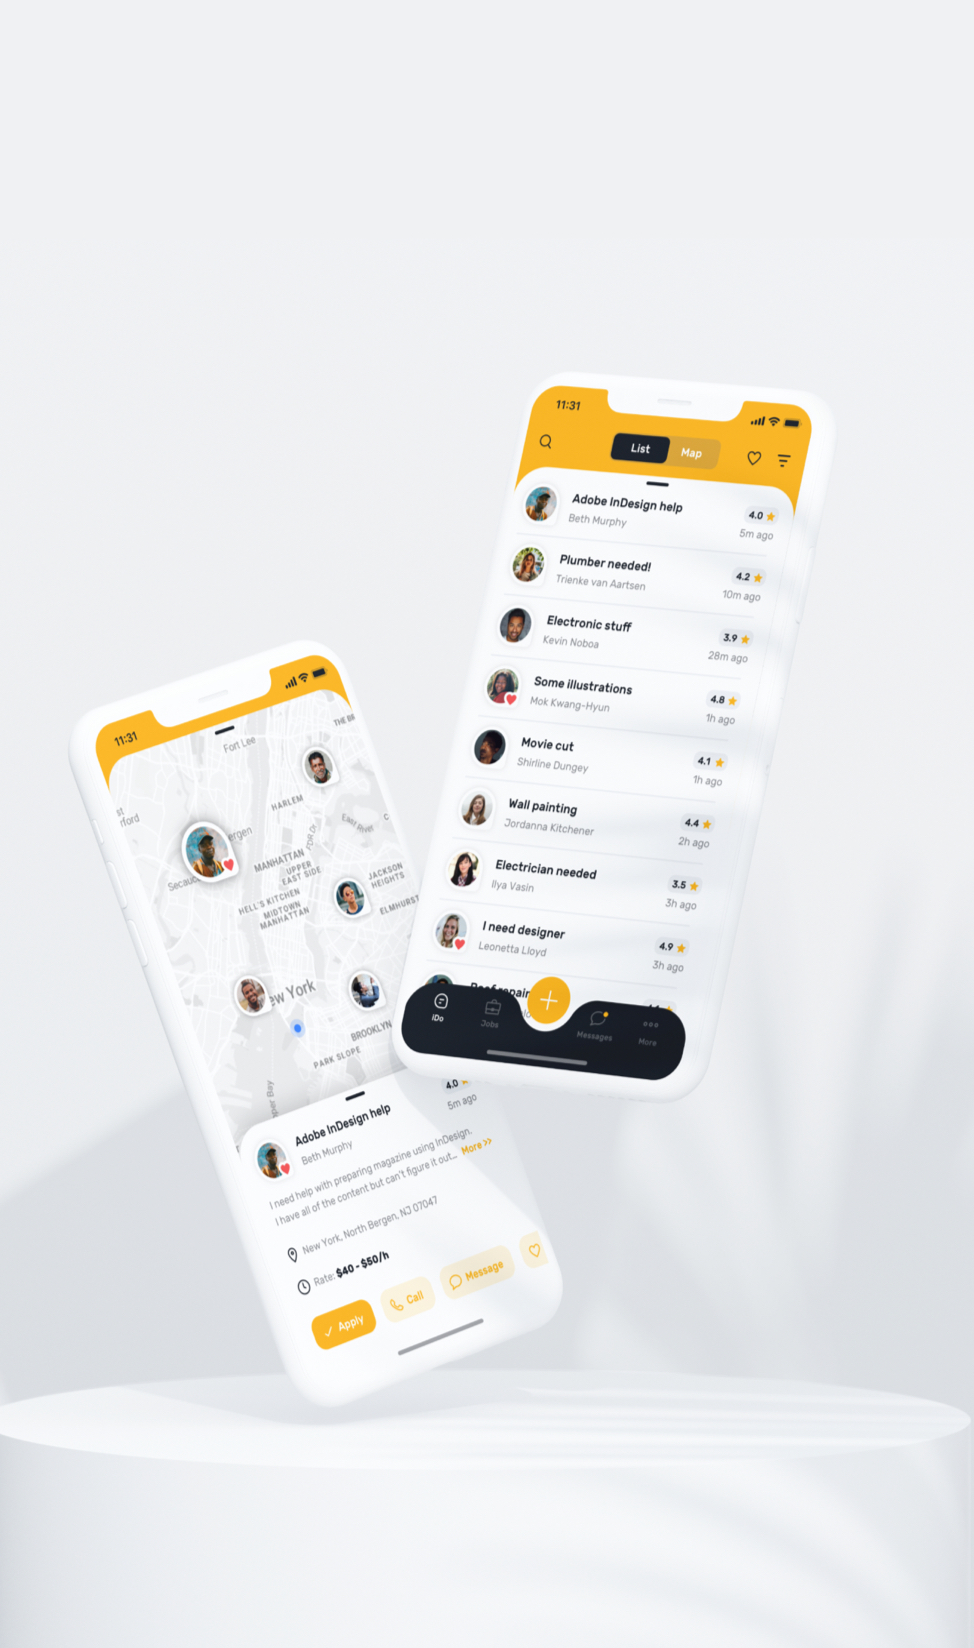 11:31
List
Map
Adobe InDesign help
4.0
Beth Murphy
5m ago
Plumber needed!
4.2
Trienke van Aartsen
10m ago
Electronic stuff
3.9
Kevin Noboa
28m ago
Some illustrations
4.8
Mok Kwang-Hyun
1h ago
Movie cut
4.1
Shirline Dungey
1h ago
Wall painting
4.4
Jordanna Kitchener
2h ago
Electrician needed
3.5
Ilya Vasin
3h ago
I need designer
4.9
Leonetta Lloyd
3h ago
IDo
Jobs
Messages
More
11:31
Fort Lee
HARLEM
East River
MANHATTAN
UPPER
EAST SIDE
JACKSON
HEIGHTS
HELL'S KITCHEN
MIDTOWN
MANHATTAN
ELMHURST
York
BROOKLYN
PARK SLOPE
Bay
Adobe InDesign help
4.0
Beth Murphy
5m ago
I need help with preparing magazine using InDesign.
I have all of the content but can't figure it out... More >>
New York, North Bergen, NJ 07047
Rate: $40 - $50/h
Apply
Call
Message